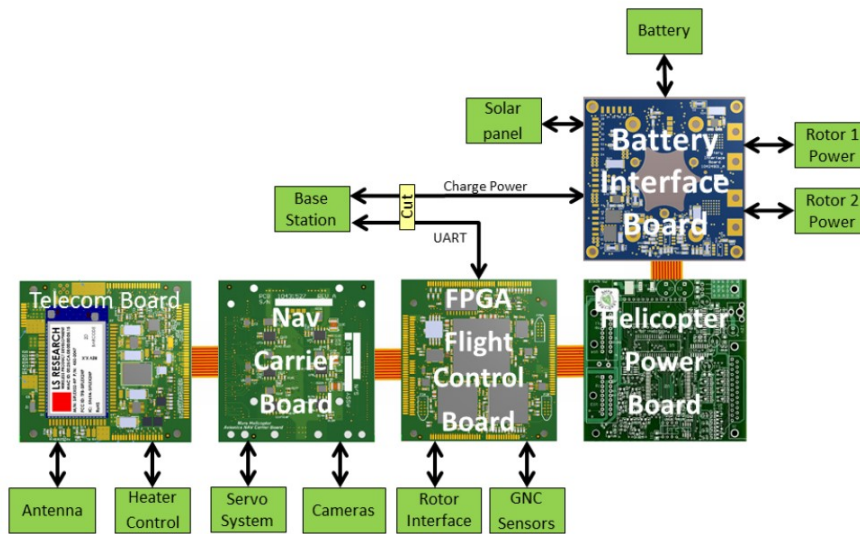 Battery
Solar
panel
Battery
Interface
Board
Rotor 1
Power
Rotor 2
Power
Base
Station
Cut
Charge Power
UART
Telecom Board
LS RESEARCH
Nav
Carrier
Board
FPGA
Flight
Control
Board
Helicopter
Power
Board
Antenna
Heater
Control
Servo
System
Cameras
Rotor
Interface
GNC
Sensors